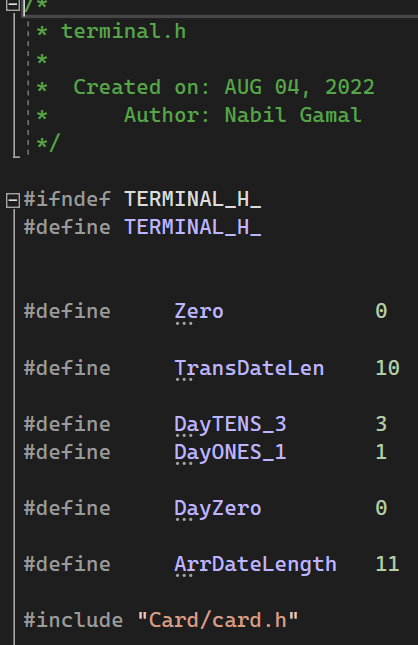 /*
* terminal.h
*
* Created on: AUG 04, 2022
* Author: Nabil Gamal
*/
#ifndef TERMINAL_H_
#define TERMINAL_H_
#define Zero 0
#define TransDateLen 10
#define DayTENS_3 3
#define DayONES_1 1
#define DayZero 0
#define ArrDateLength 11
#include "Card/card.h"